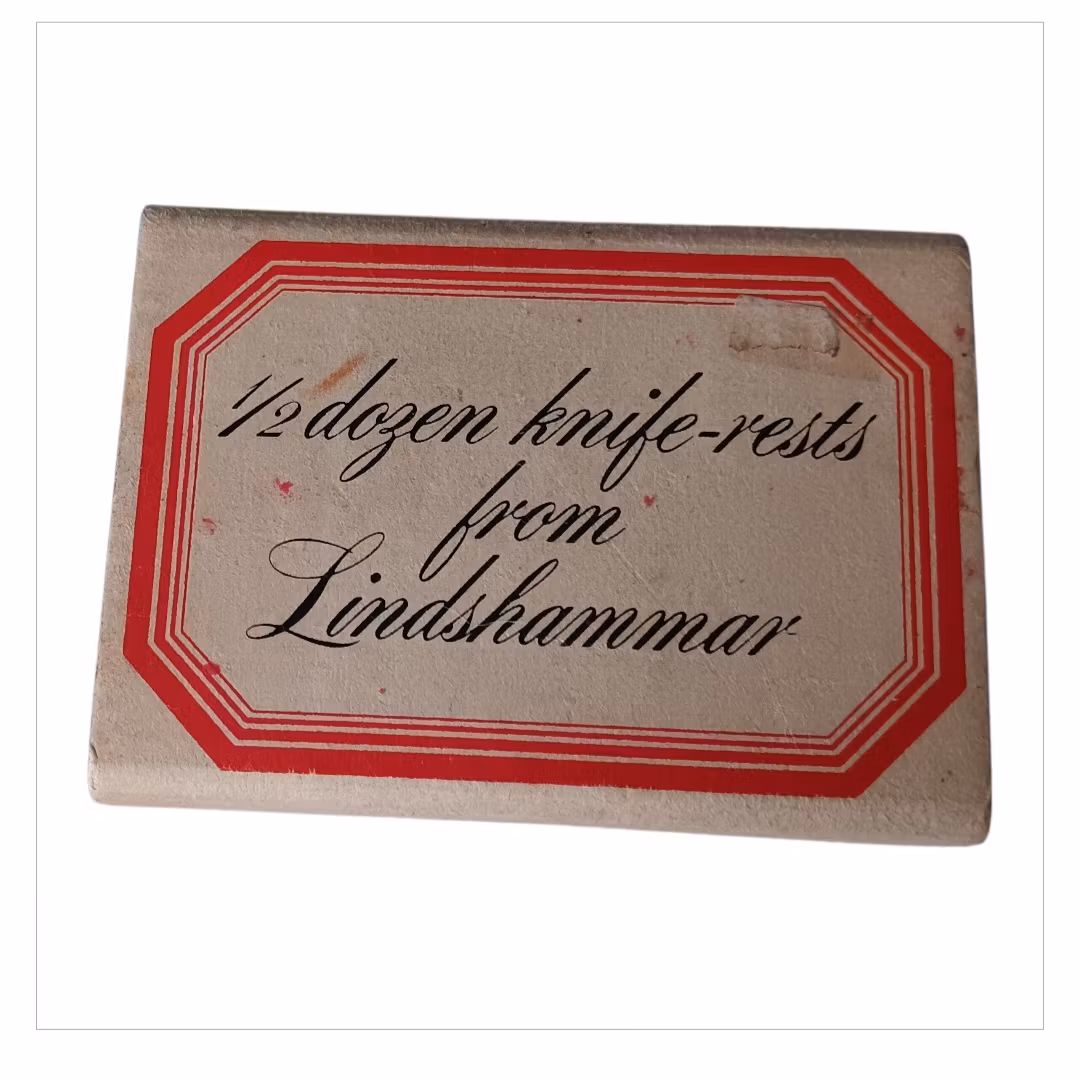 1/2 dozen knife-rests
from
Lindshammar